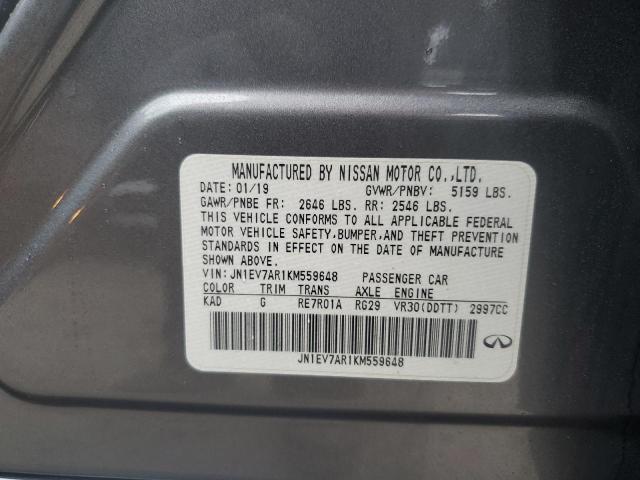 MANUFACTURED BY NISSAN MOTOR CO.,LTD.
DATE: 01/19 GVWR/PNBV: 5159 LBS.
GAWR/PNBE FR: 2646 LBS. RR: 2546 LBS.
THIS VEHICLE CONFORMS TO ALL APPLICABLE FEDERAL
MOTOR VEHICLE SAFETY,BUMPER,AND THEFT PREVENTION
STANDARDS IN EFFECT ON THE DATE OF MANUFACTURE
SHOWN ABOVE.
VIN: JN1EV7AR1KM559648 PASSENGER CAR
COLOR TRIM TRANS AXLE ENGINE
KAD G RE7R01A RG29 VR30(DDTT) 2997CC
JN1EV7AR1KM559648